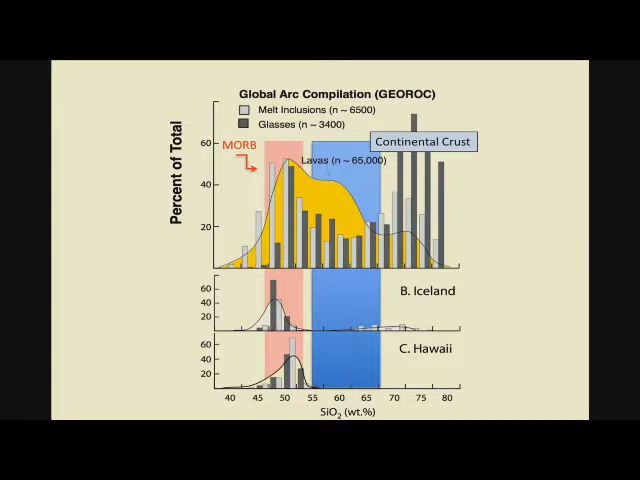 Global Arc Compilation (GEOROC)
Melt Inclusions (n ~ 6500)
Glasses (n ~ 3400)
Continental Crust
MORB
Lavas (n ~ 65,000)
Percent of Total
60
40
20
B. Iceland
60
40
20
C. Hawaii
60
40
20
40 45 50 55 60 65 70 75 80
SiO2 (wt.%)